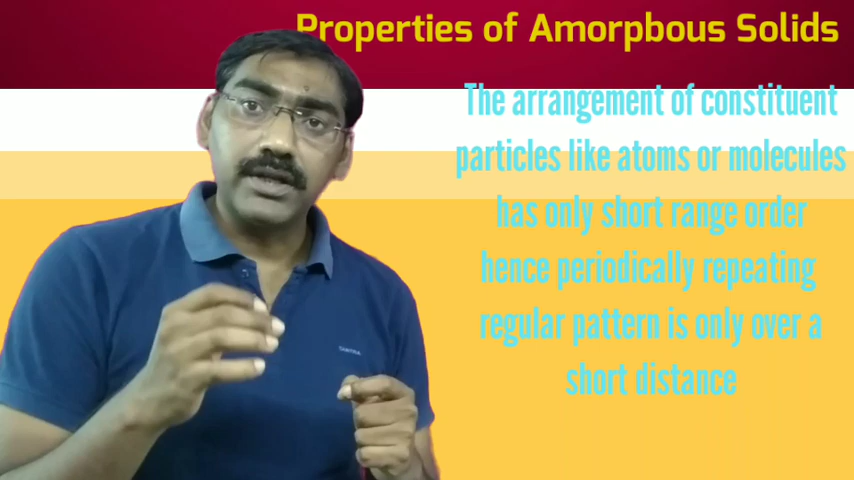 Properties of Amorpbous Solids
The arrangement of constituent
particles like atoms or molecules
has only short range order
hence periodically repeating
regular pattern is only over a
short distance